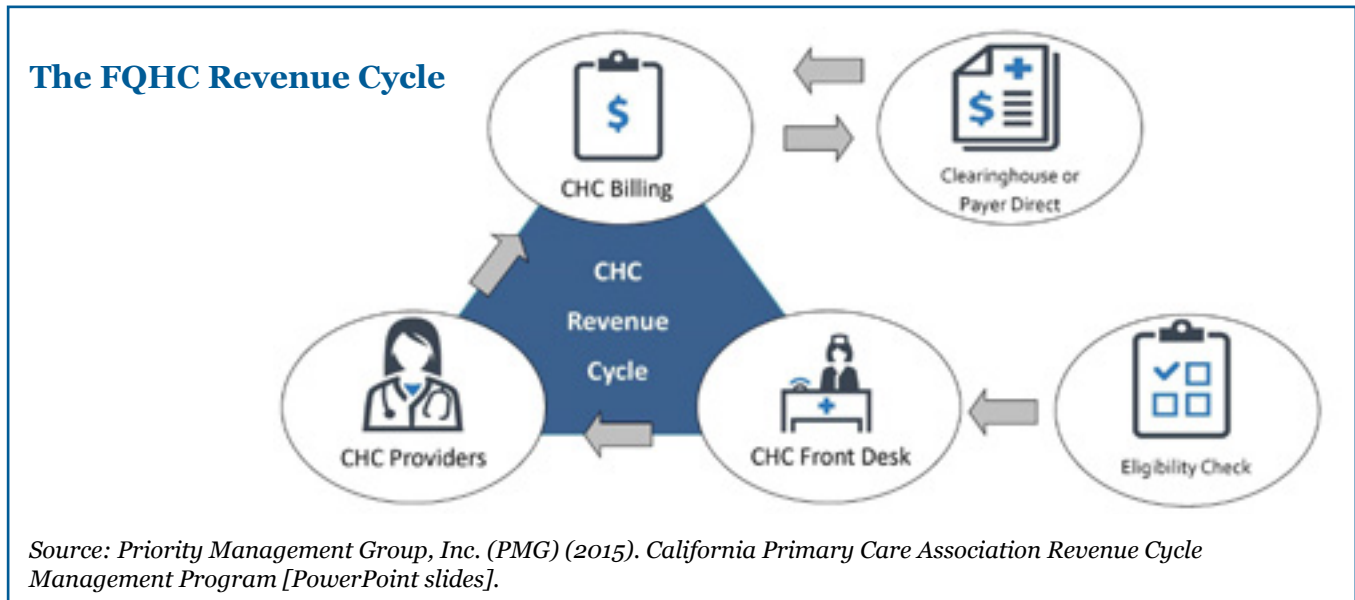 The FQHC Revenue Cycle
$
CHC Billing
$
Clearinghouse or
Payer Direct
CHC
Revenue
Cycle
CHC Providers
CHC Front Desk
Eligibility Check
Source: Priority Management Group, Inc. (PMG) (2015). California Primary Care Association Revenue Cycle
Management Program [PowerPoint slides].